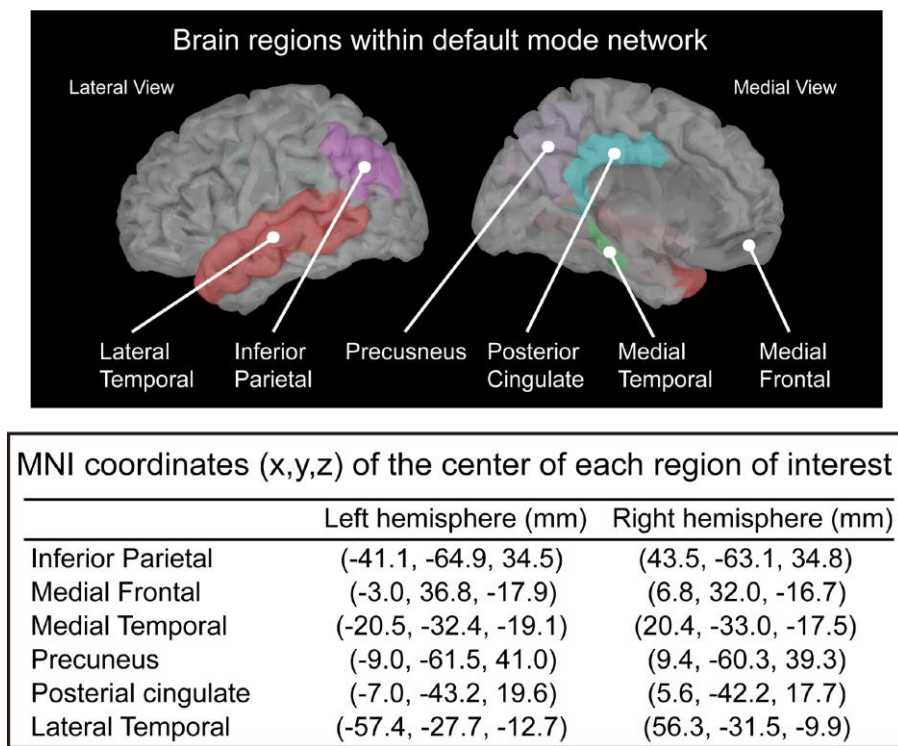 Brain regions within default mode network
Lateral View
Medial View
Lateral Temporal
Inferior Parietal
Precusneus
Posterior Cingulate
Medial Temporal
Medial Frontal
MNI coordinates (x,y,z) of the center of each region of interest
Left hemisphere (mm) Right hemisphere (mm)
Inferior Parietal (-41.1, -64.9, 34.5) (43.5, -63.1, 34.8)
Medial Frontal (-3.0, 36.8, -17.9) (6.8, 32.0, -16.7)
Medial Temporal (-20.5, -32.4, -19.1) (20.4, -33.0, -17.5)
Precuneus (-9.0, -61.5, 41.0) (9.4, -60.3, 39.3)
Posterial cingulate (-7.0, -43.2, 19.6) (5.6, -42.2, 17.7)
Lateral Temporal (-57.4, -27.7, -12.7) (56.3, -31.5, -9.9)